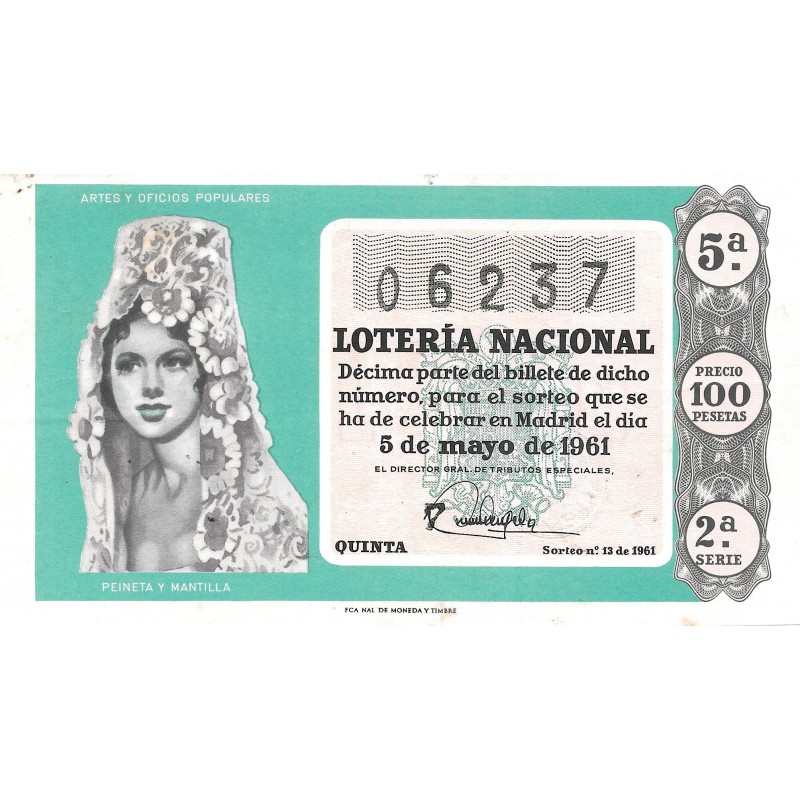 ARTES Y OFICIOS POPULARES
PEINETA Y MANTILLA
06237
LOTERÍA NACIONAL
Décima parte del billete de dicho
número, para el sorteo que se
ha de celebrar en Madrid el día
5 de mayo de 1961
EL DIRECTOR GRAL. DE TRIBUTOS ESPECIALES,
QUINTA
Sorteo nº. 13 de 1961
5ª.
PRECIO
100
PESETAS
2ª.
SERIE
FCA NAL DE MONEDA Y TIMBRE